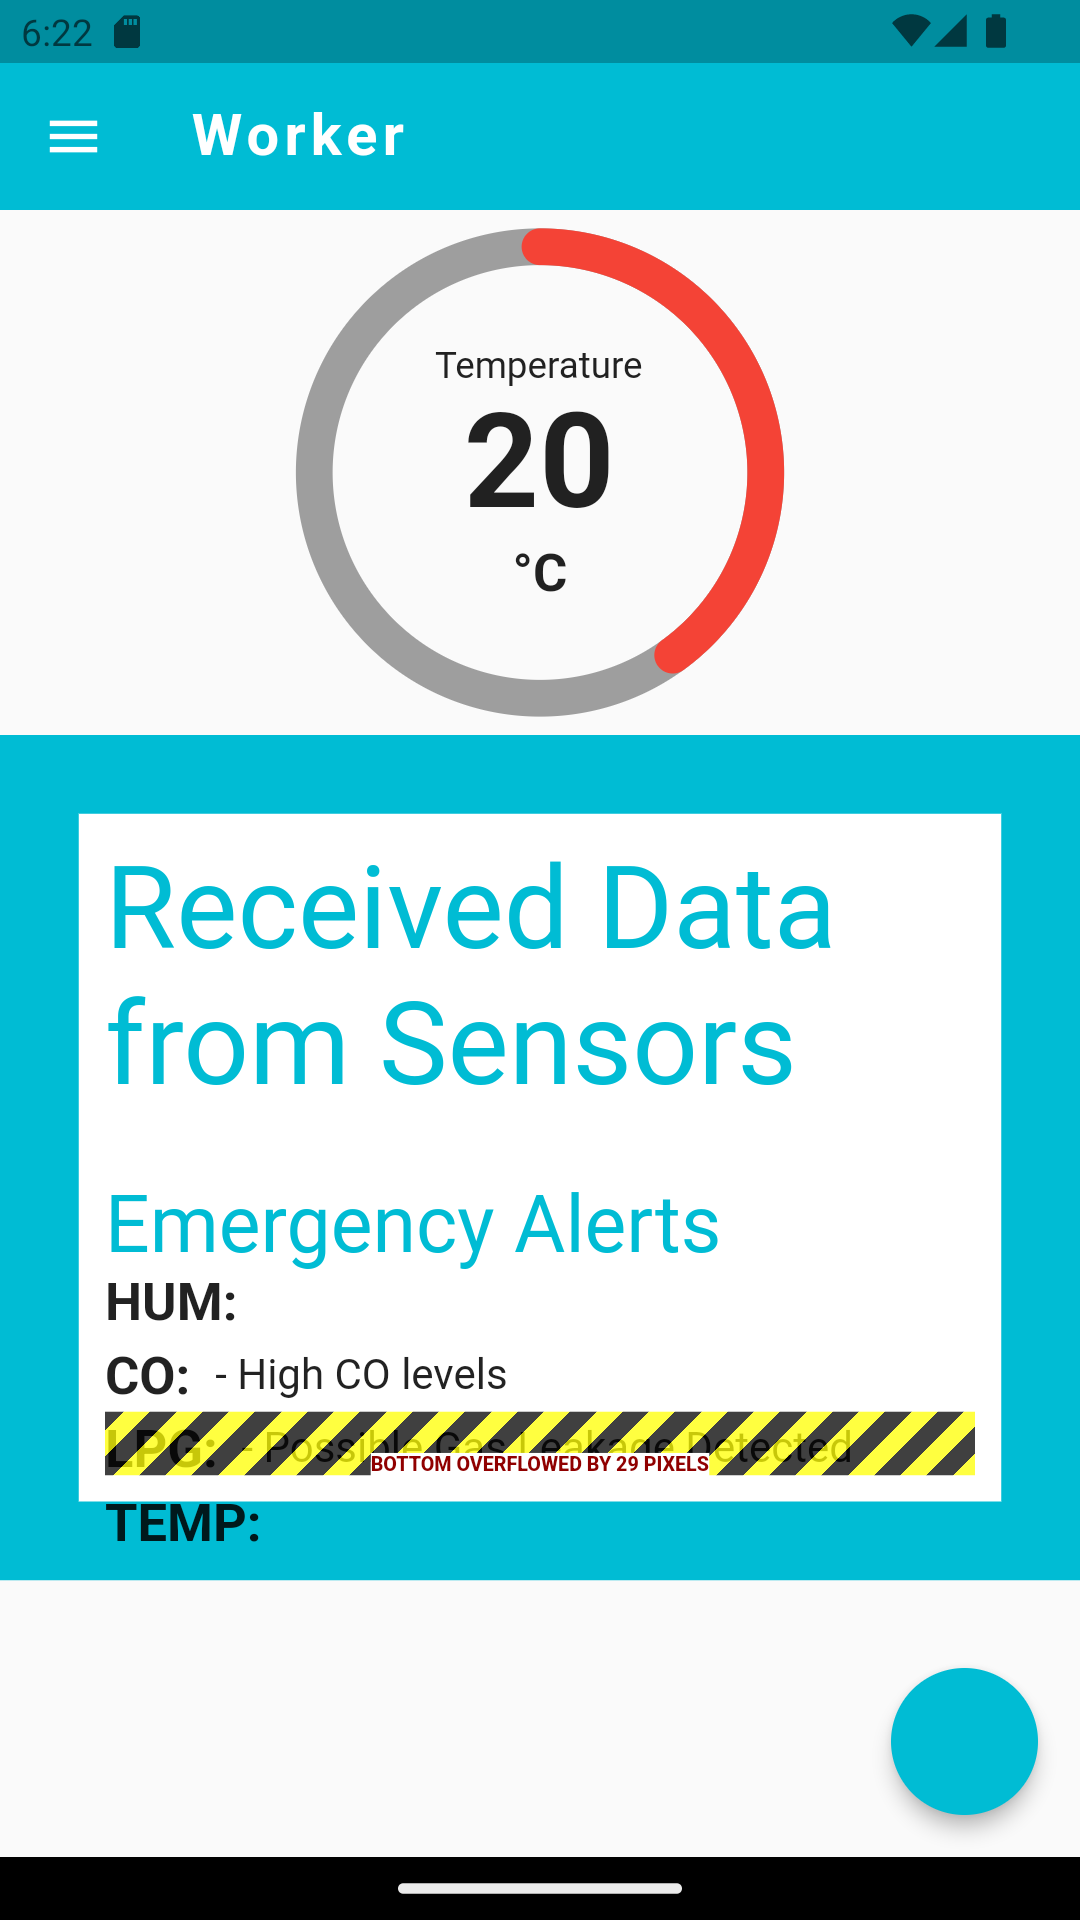 6:22
Worker
Temperature
20
°C
Received Data
from Sensors
Emergency Alerts
HUM:
CO: - High CO levels
LPG: - Possible Gas Leakage Detected
BOTTOM OVERFLOWED BY 29 PIXELS
TEMP: